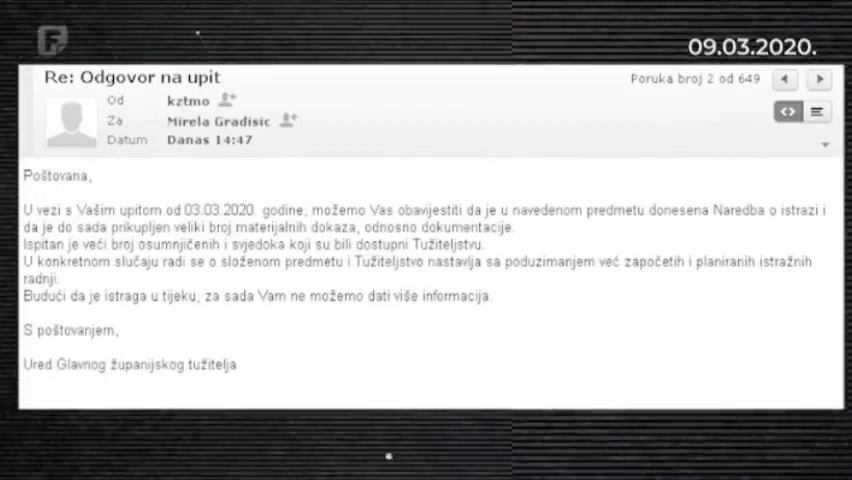 F
09.03.2020.
Re: Odgovor na upit
Poruka broj 2 od 649
Od kztmo
Za Mirela Gradisic
Datum Danas 14:47
Poštovana,
U vezi s Vašim upitom od 03.03.2020. godine, možemo Vas obavijestiti da je u navedenom predmetu donesena Naredba o istrazi i
da je do sada prikupljen veliki broj materijalnih dokaza, odnosno dokumentacije.
Ispitan je veći broj osumnjičenih i svjedoka koji su bili dostupni Tužiteljstvu.
U konkretnom slučaju radi se o složenom predmetu i Tužiteljstvo nastavlja sa poduzimanjem već započetih i planiranih istražnih
radnji.
Budući da je istraga u tijeku, za sada Vam ne možemo dati više informacija.
S poštovanjem,
Ured Glavnog županijskog tužitelja